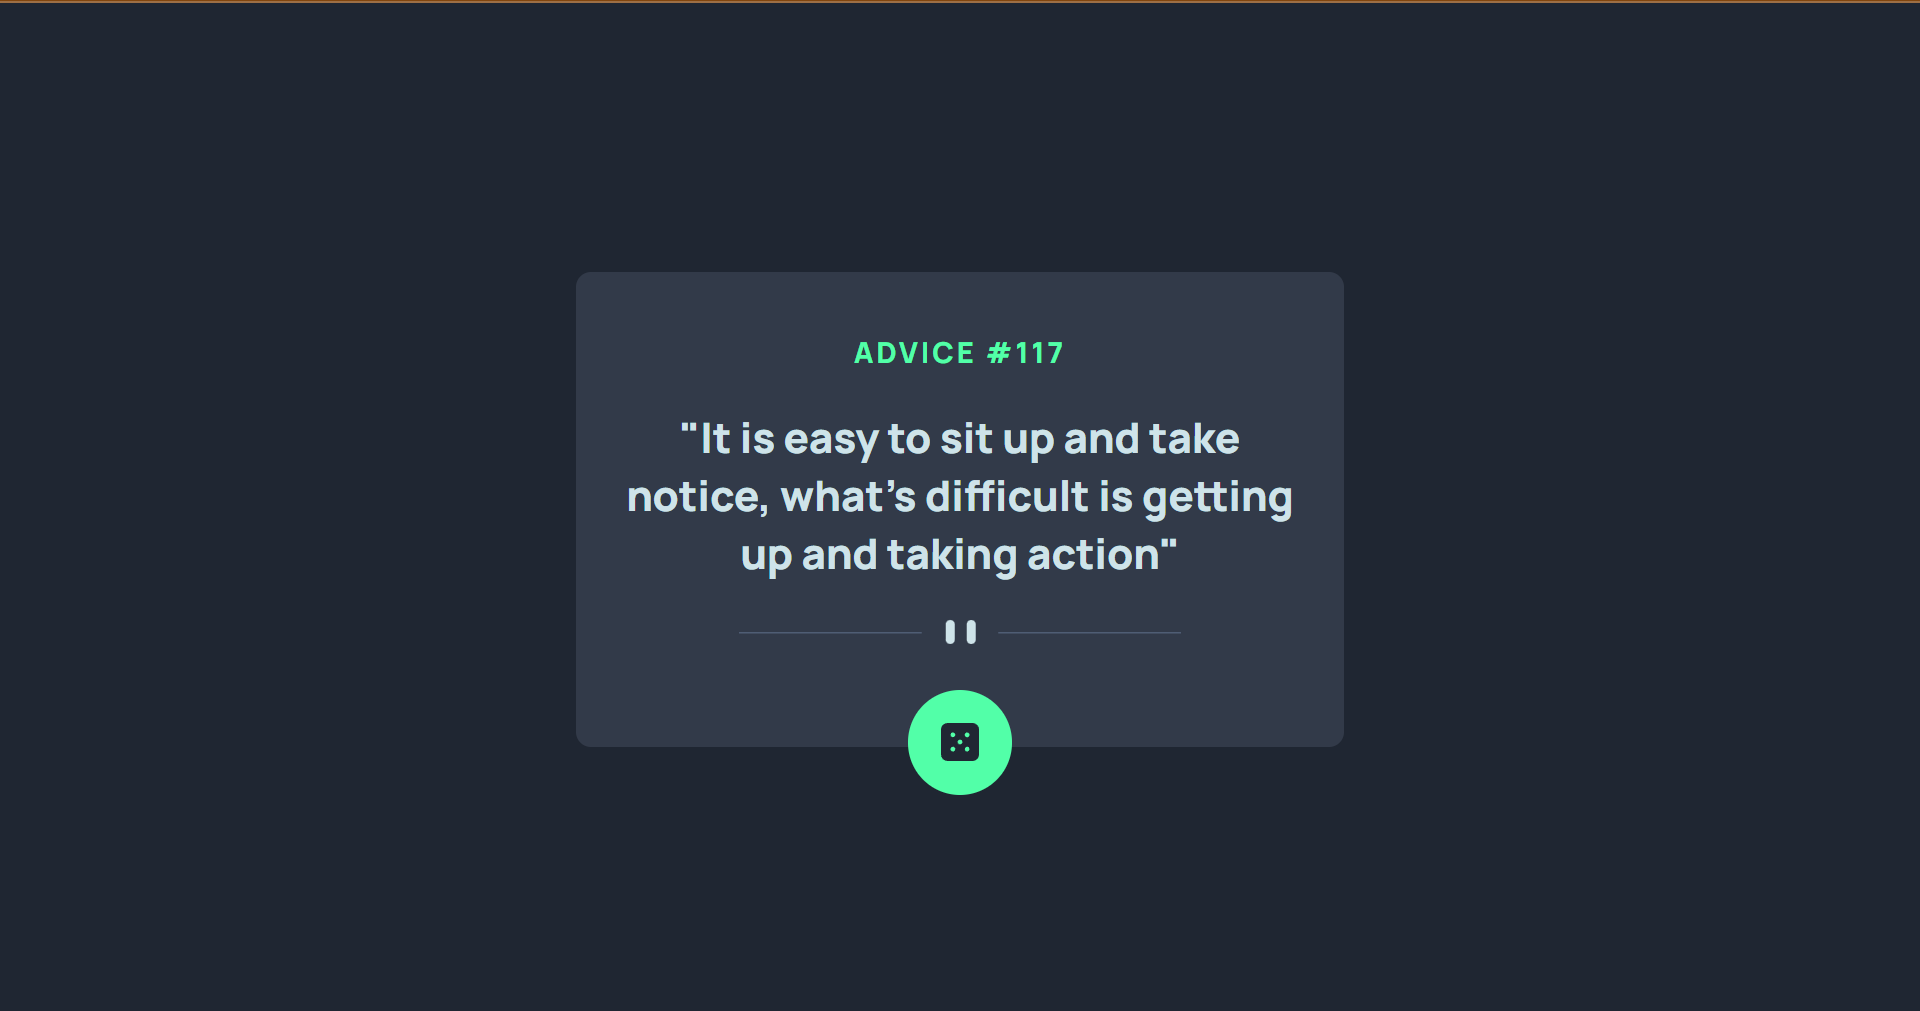 ADVICE #117
"It is easy to sit up and take
notice, what's difficult is getting
up and taking action"